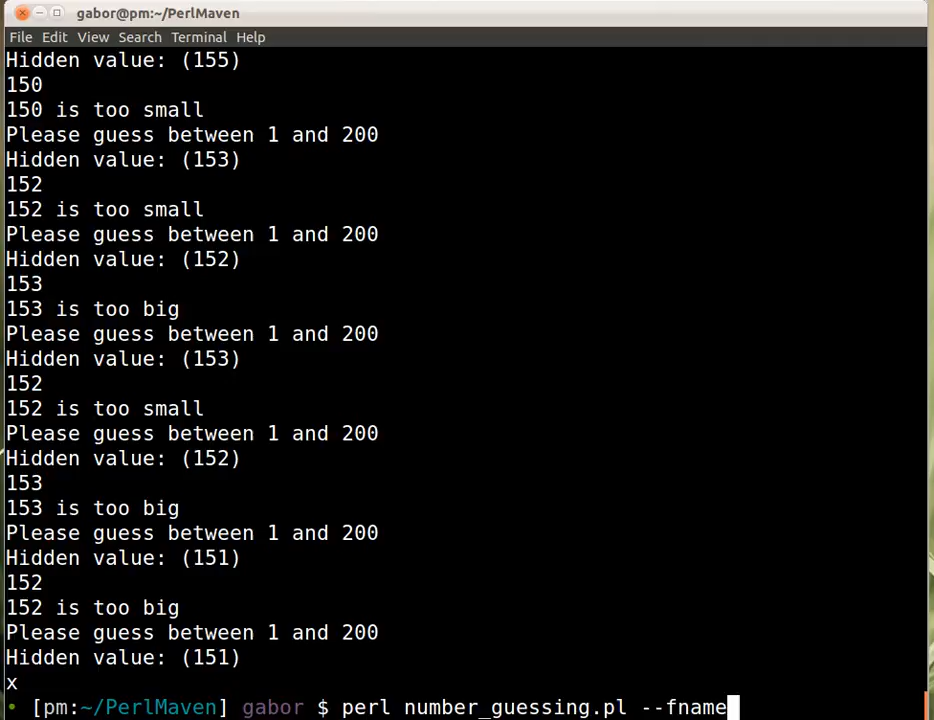 gabor@pm:~/PerlMaven
File Edit View Search Terminal Help
Hidden value: (155)
150
150 is too small
Please guess between 1 and 200
Hidden value: (153)
152
152 is too small
Please guess between 1 and 200
Hidden value: (152)
153
153 is too big
Please guess between 1 and 200
Hidden value: (153)
152
152 is too small
Please guess between 1 and 200
Hidden value: (152)
153
153 is too big
Please guess between 1 and 200
Hidden value: (151)
152
152 is too big
Please guess between 1 and 200
Hidden value: (151)
x
• [pm:~/PerlMaven] gabor $ perl number_guessing.pl --fname